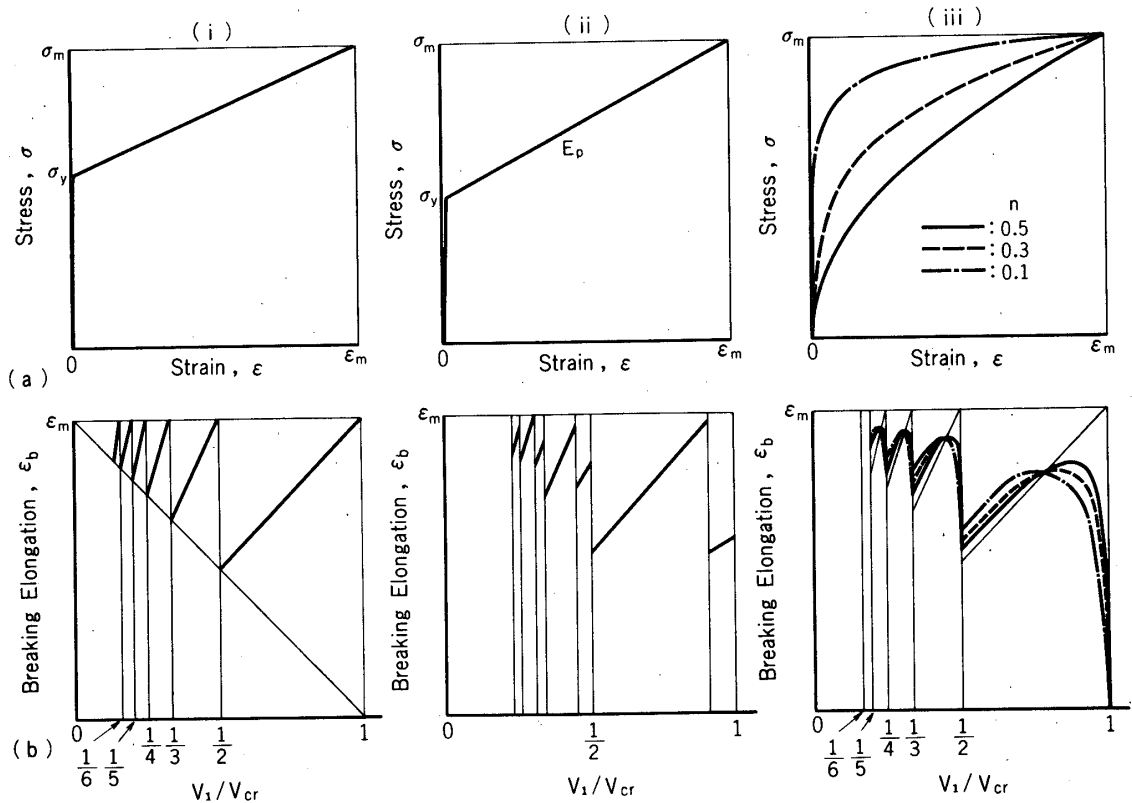 ( i )
σm
σy
Stress , σ
0
Strain , ε
εm
( ii )
σm
σy
Ep
Stress , σ
0
Strain , ε
εm
( iii )
σm
Stress , σ
n
: 0.5
: 0.3
: 0.1
0
Strain , ε
εm
( a )
εm
Breaking Elongation , εb
0
1/6
1/5
1/4
1/3
1/2
1
V1/Vcr
εm
Breaking Elongation , εb
0
1/2
1
V1/Vcr
εm
Breaking Elongation , εb
0
1/6
1/5
1/4
1/3
1/2
1
V1/Vcr
( b )